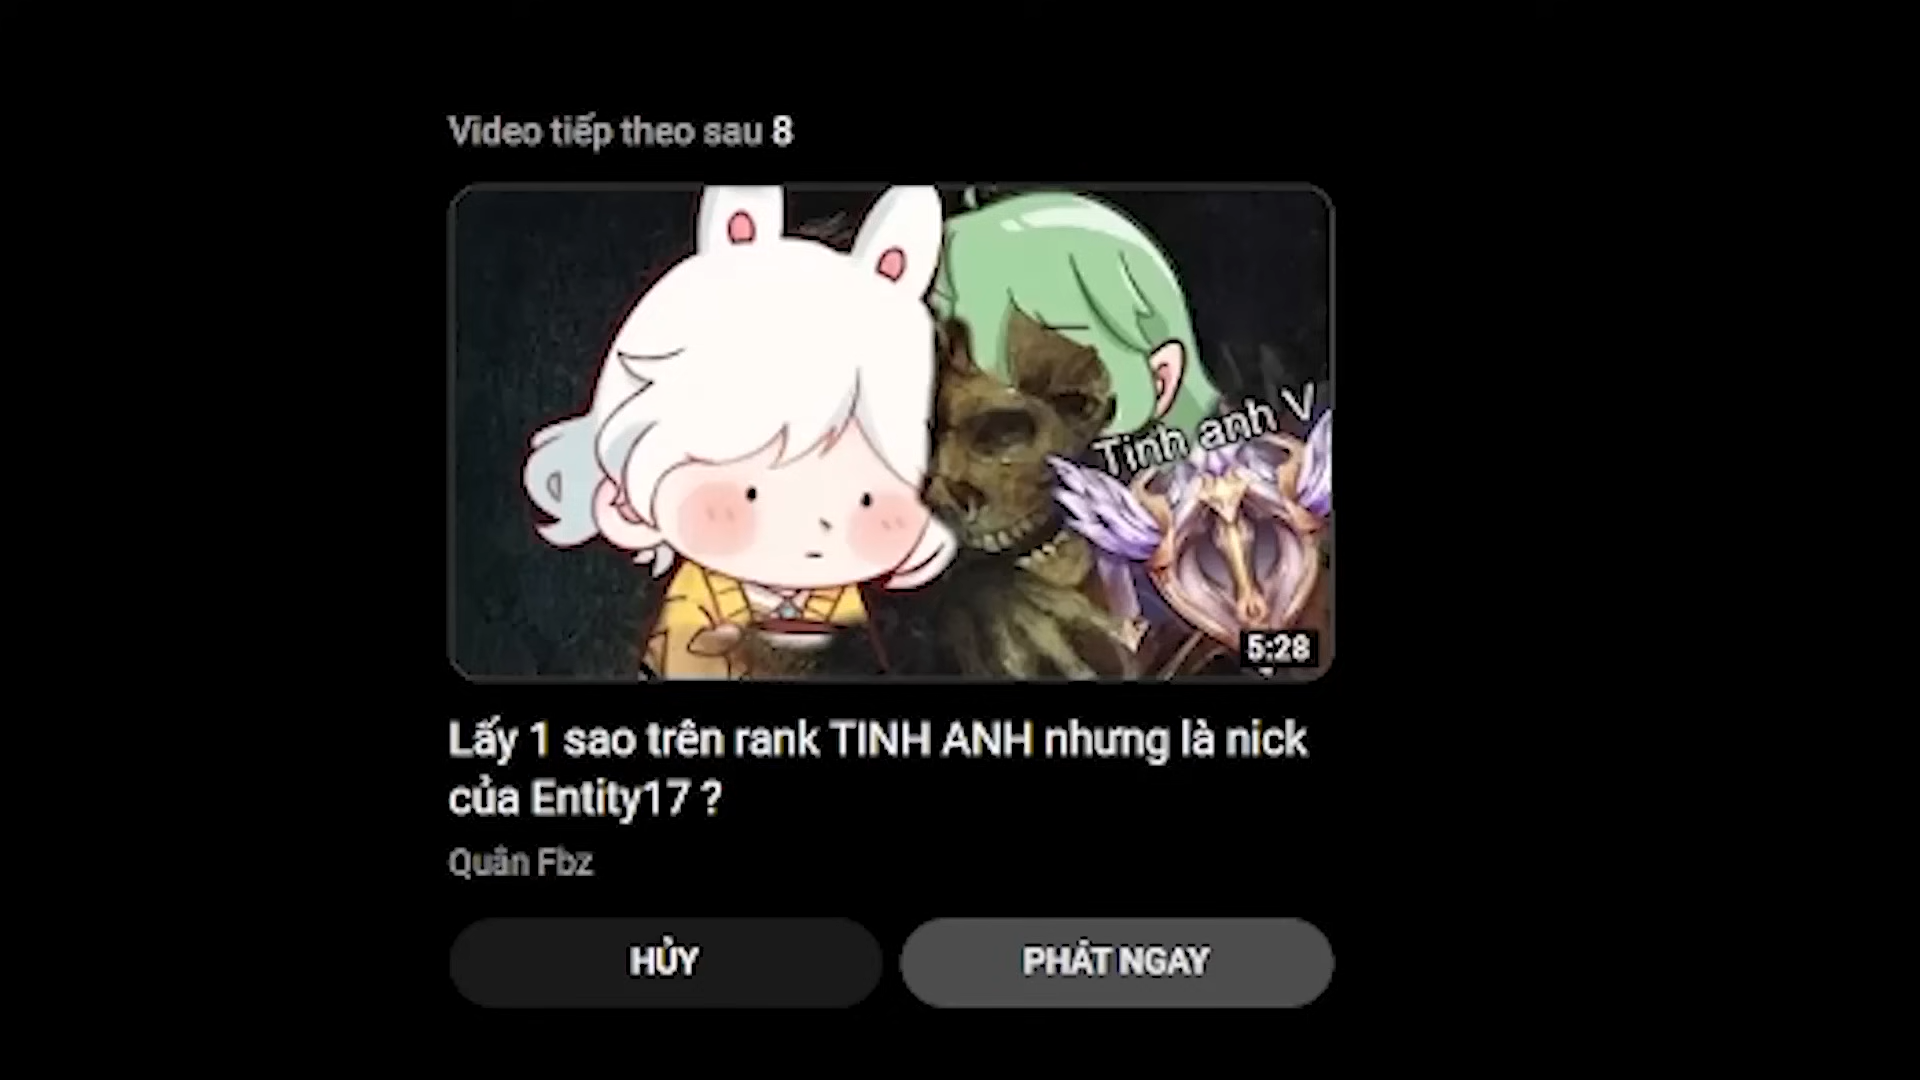 Video tiếp theo sau 8
Tinh anh V
5:28
Lấy 1 sao trên rank TINH ANH nhưng là nick
của Entity17 ?
Quân Fbz
HỦY
PHÁT NGAY